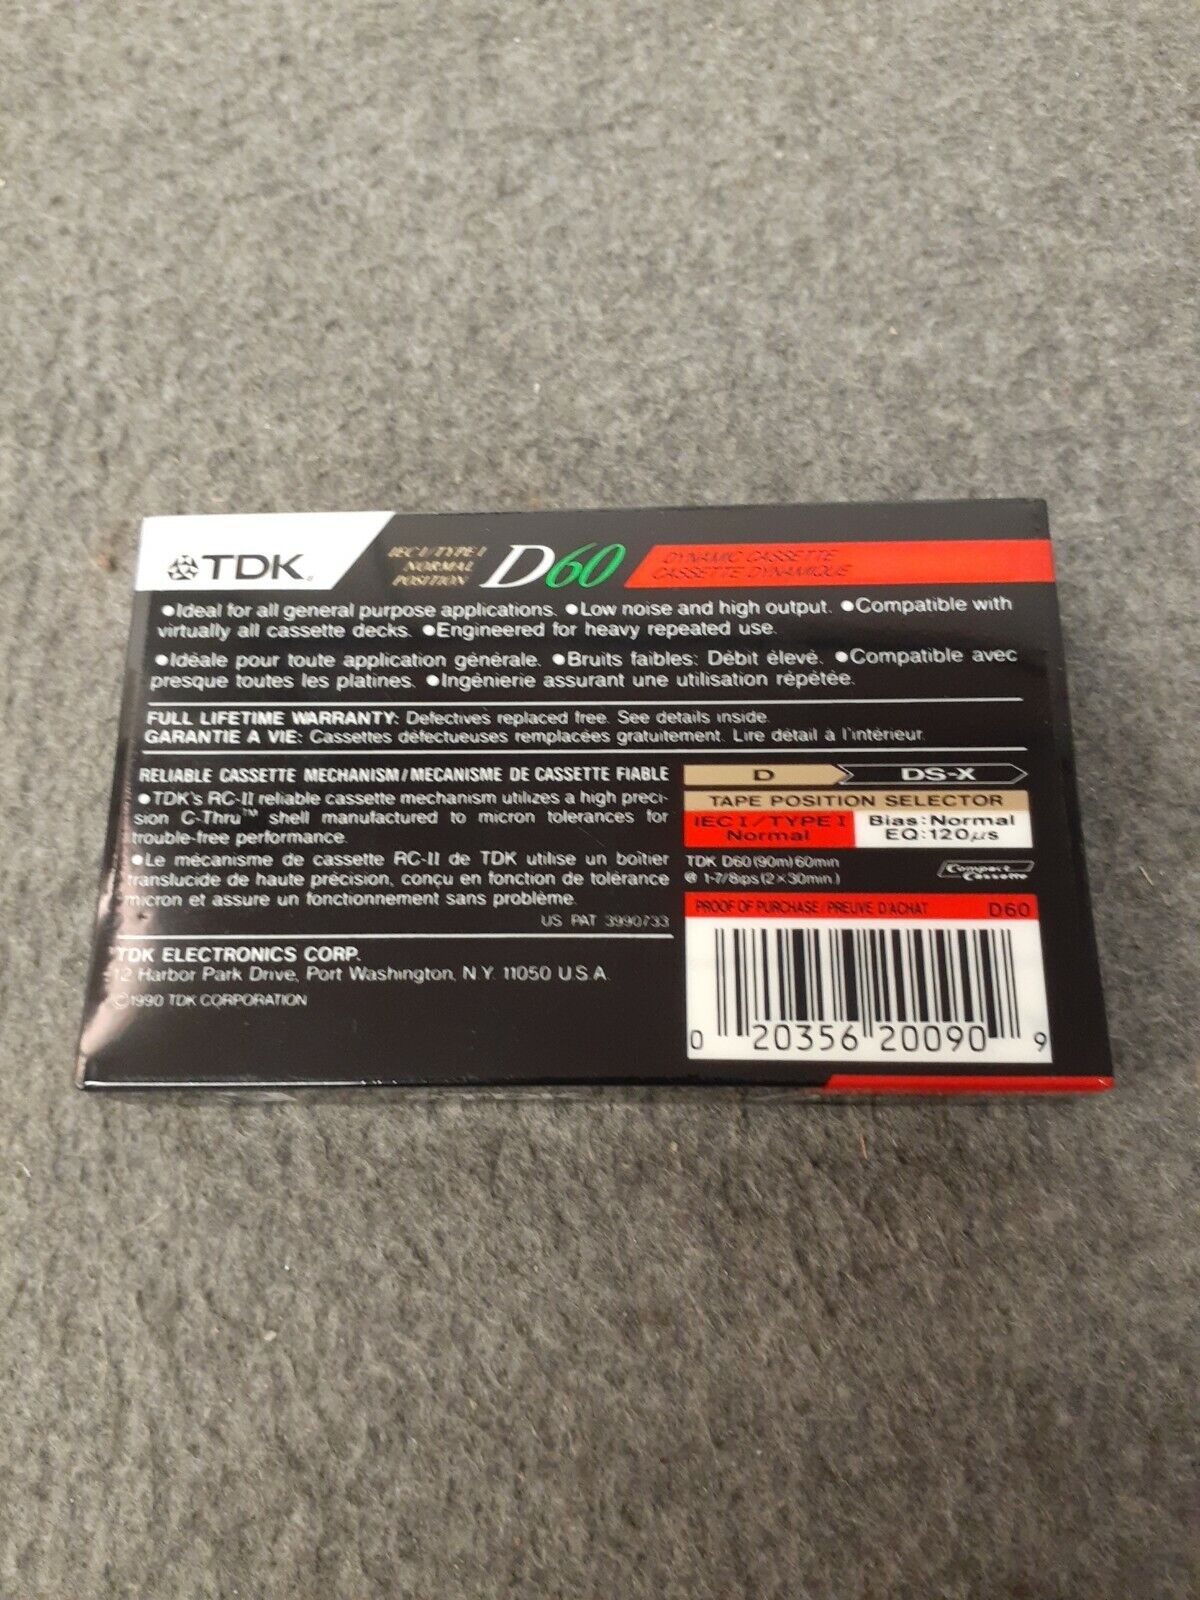 TDK
IEC I/TYPE I
NORMAL
POSITION
D60
DYNAMIC CASSETTE
CASSETTE DYNAMIQUE
●Ideal for all general purpose applications. ●Low noise and high output. ●Compatible with
virtually all cassette decks. ●Engineered for heavy repeated use.
●Idéale pour toute application générale. ●Bruits faibles: Débit élevé. ●Compatible avec
presque toutes les platines. ●Ingénierie assurant une utilisation répétée.
FULL LIFETIME WARRANTY: Defectives replaced free. See details inside.
GARANTIE A VIE: Cassettes défectueuses remplacées gratuitement. Lire détail à l'intérieur.
RELIABLE CASSETTE MECHANISM/MECANISME DE CASSETTE FIABLE
●TDK's RC-II reliable cassette mechanism utilizes a high preci-
sion C-Thru™ shell manufactured to micron tolerances for
trouble-free performance.
●Le mécanisme de cassette RC-II de TDK utilise un boîtier
translucide de haute précision, conçu en fonction de tolérance
micron et assure un fonctionnement sans problème.
US PAT 3990733
TDK ELECTRONICS CORP.
12 Harbor Park Drive, Port Washington, N.Y. 11050 U.S.A.
©1990 TDK CORPORATION
D DS-X
TAPE POSITION SELECTOR
IEC I/TYPE I
Normal
Bias: Normal
EQ: 120μs
TDK D60 (90m) 60min
@ 1-7/8ips (2×30min.)
Compact
Cassette
PROOF OF PURCHASE/PREUVE D'ACHAT D60
0 20356 20090 9